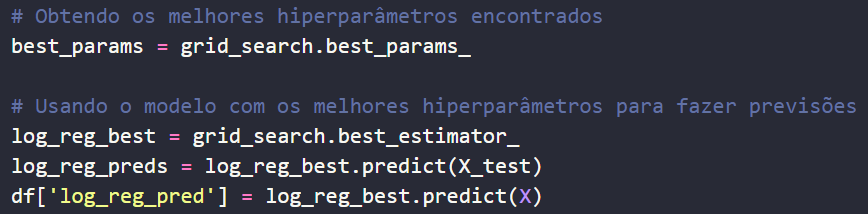 # Obtendo os melhores hiperparâmetros encontrados
best_params = grid_search.best_params_
# Usando o modelo com os melhores hiperparâmetros para fazer previsões
log_reg_best = grid_search.best_estimator_
log_reg_preds = log_reg_best.predict(X_test)
df['log_reg_pred'] = log_reg_best.predict(X)